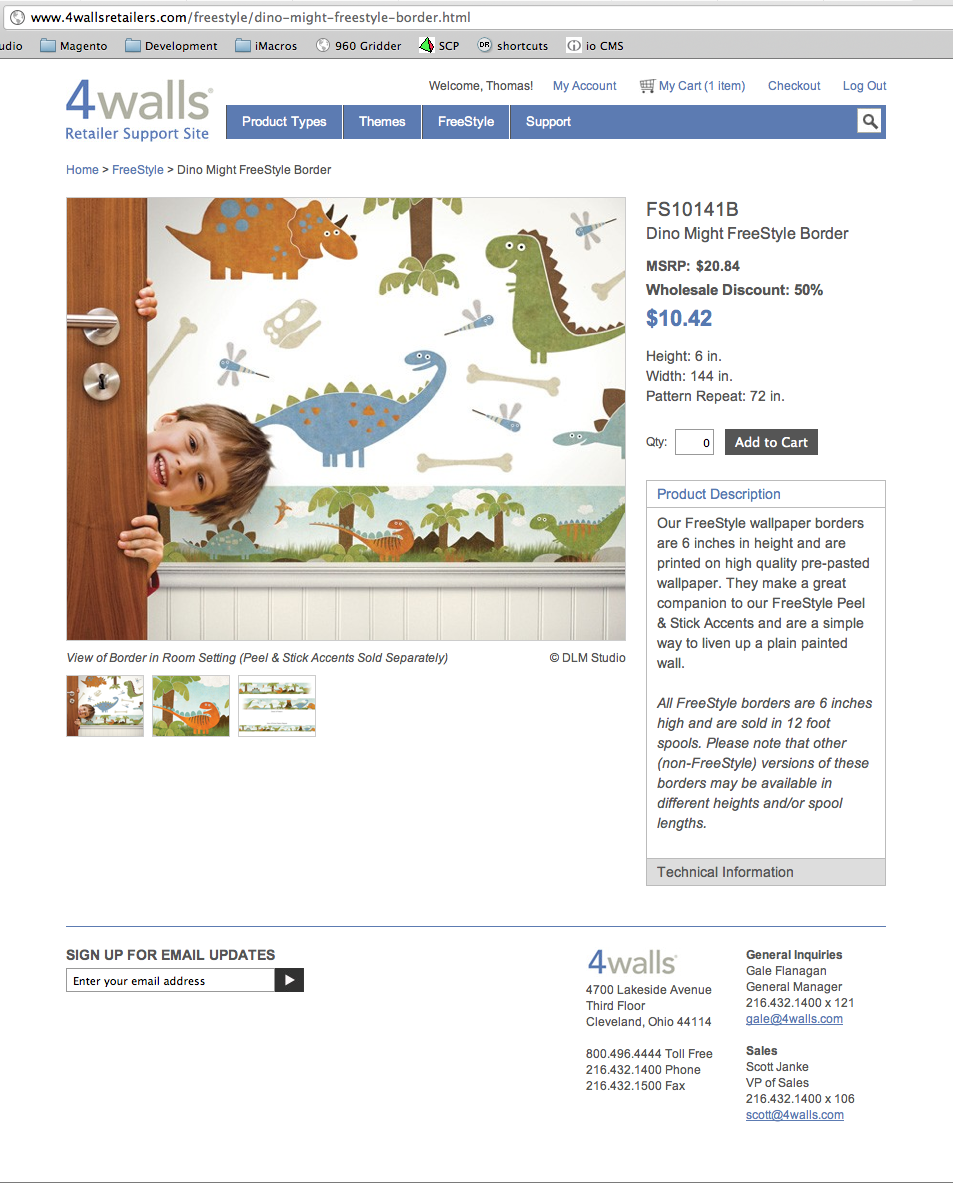 www.4wallsretailers.com/freestyle/dino-might-freestyle-border.html
udio Magento Development iMacros 960 Gridder SCP DR shortcuts io CMS
4walls
Retailer Support Site
Welcome, Thomas! My Account My Cart (1 item) Checkout Log Out
Product Types Themes FreeStyle Support
Home > FreeStyle > Dino Might FreeStyle Border
FS10141B
Dino Might FreeStyle Border
MSRP: $20.84
Wholesale Discount: 50%
$10.42
Height: 6 in.
Width: 144 in.
Pattern Repeat: 72 in.
Qty: 0 Add to Cart
Product Description
Our FreeStyle wallpaper borders
are 6 inches in height and are
printed on high quality pre-pasted
wallpaper. They make a great
companion to our FreeStyle Peel
& Stick Accents and are a simple
way to liven up a plain painted
wall.
All FreeStyle borders are 6 inches
high and are sold in 12 foot
spools. Please note that other
(non-FreeStyle) versions of these
borders may be available in
different heights and/or spool
lengths.
Technical Information
View of Border in Room Setting (Peel & Stick Accents Sold Separately) © DLM Studio
SIGN UP FOR EMAIL UPDATES
Enter your email address
4walls
4700 Lakeside Avenue
Third Floor
Cleveland, Ohio 44114
800.496.4444 Toll Free
216.432.1400 Phone
216.432.1500 Fax
General Inquiries
Gale Flanagan
General Manager
216.432.1400 x 121
gale@4walls.com
Sales
Scott Janke
VP of Sales
216.432.1400 x 106
scott@4walls.com